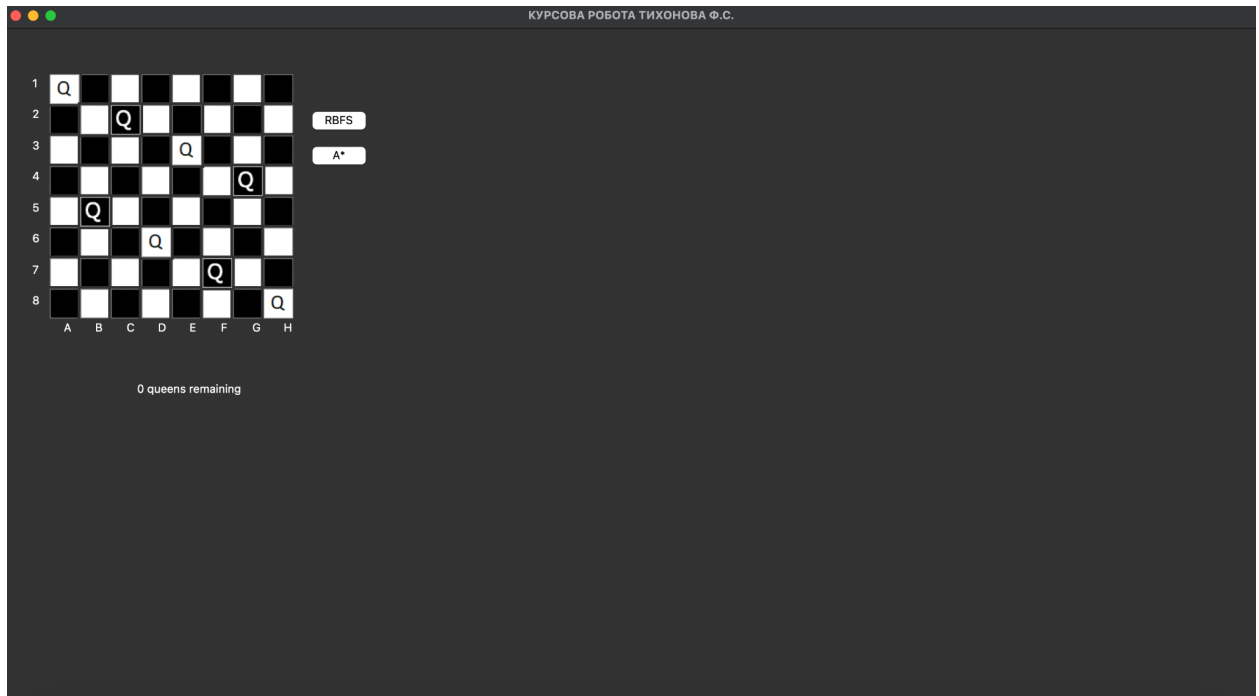 КУРСОВА РОБОТА ТИХОНОВА Ф.С.
1 Q
2 Q
RBFS
3 Q
A*
4 Q
5 Q
6 Q
7 Q
8 Q
A B C D E F G H
0 queens remaining